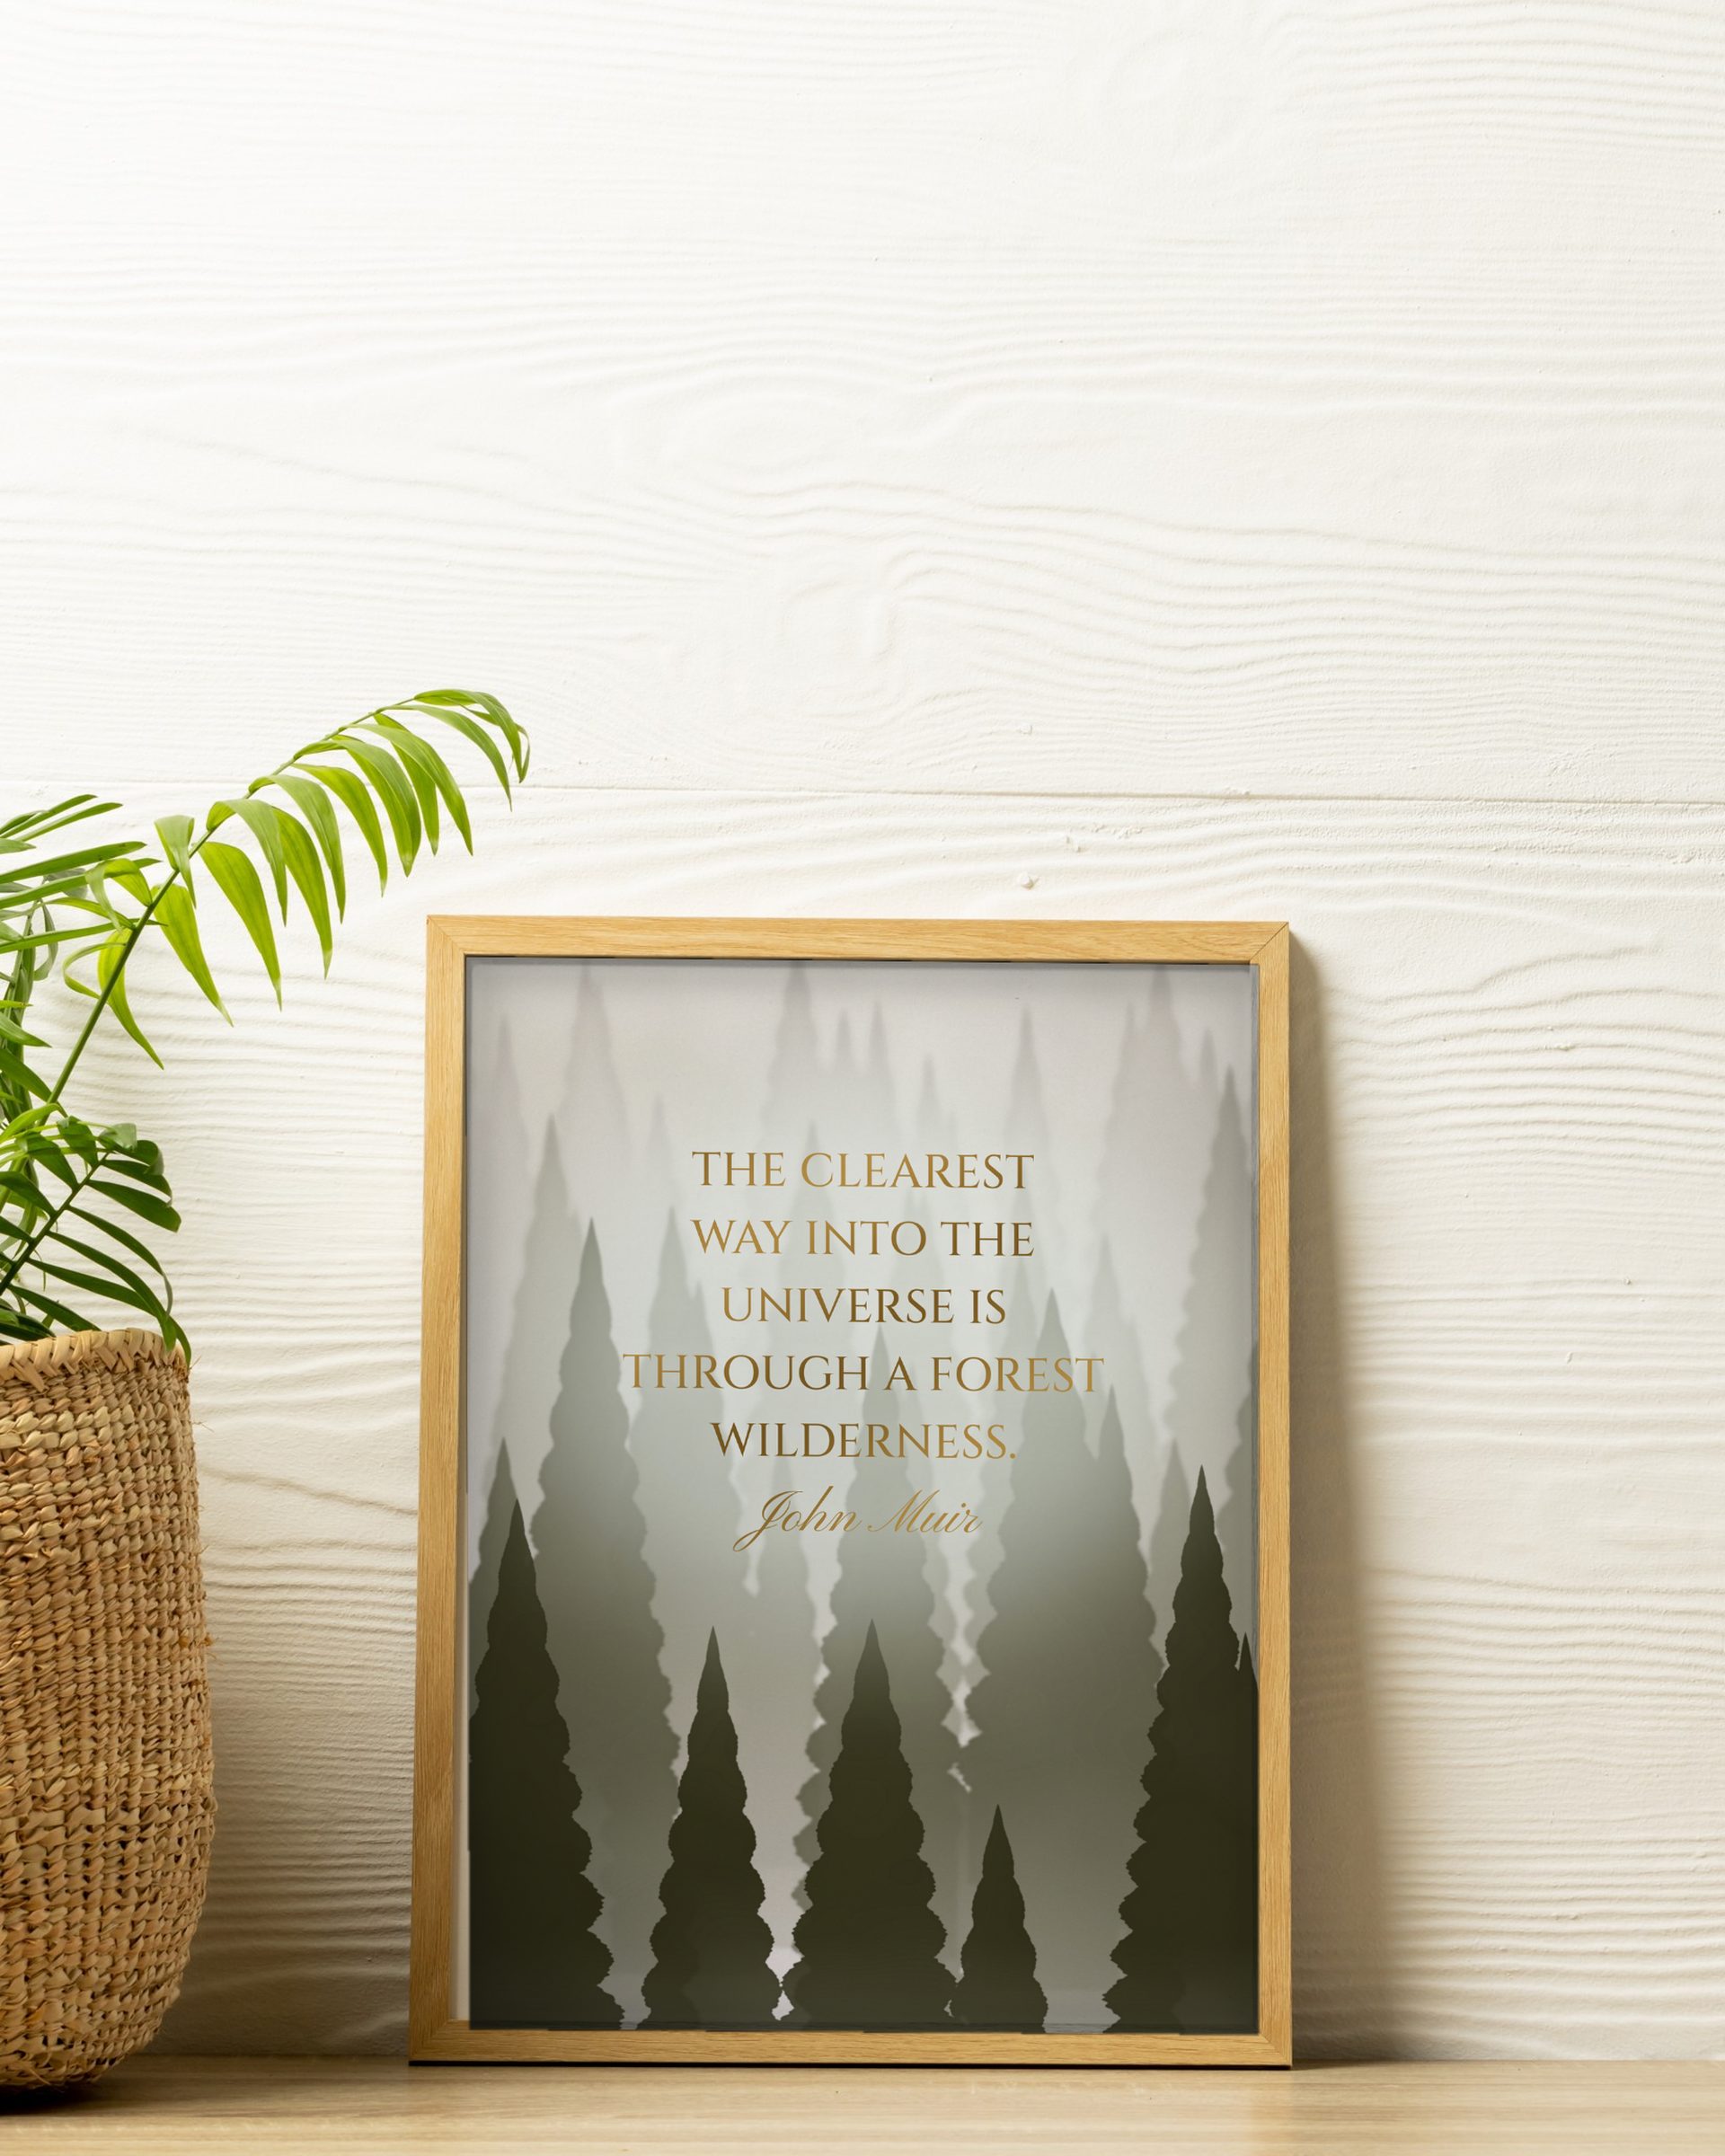 THE CLEAREST
WAY INTO THE
UNIVERSE IS
THROUGH A FOREST
WILDERNESS.
John Muir